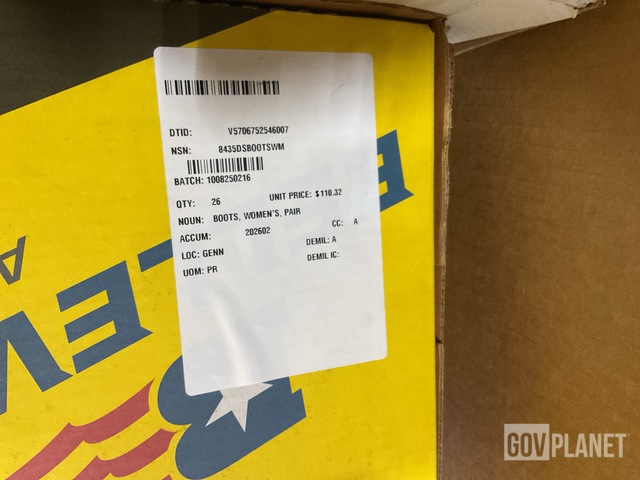 DTID: V5706752546007
NSN: 8435DSBOOTSWM
BATCH: 1008250216
QTY: 26 UNIT PRICE: $110.32
NOUN: BOOTS, WOMEN'S, PAIR
ACCUM: 202602 CC: A
LOC: GENN DEMIL: A
UOM: PR DEMIL IC:
GOVPLANET